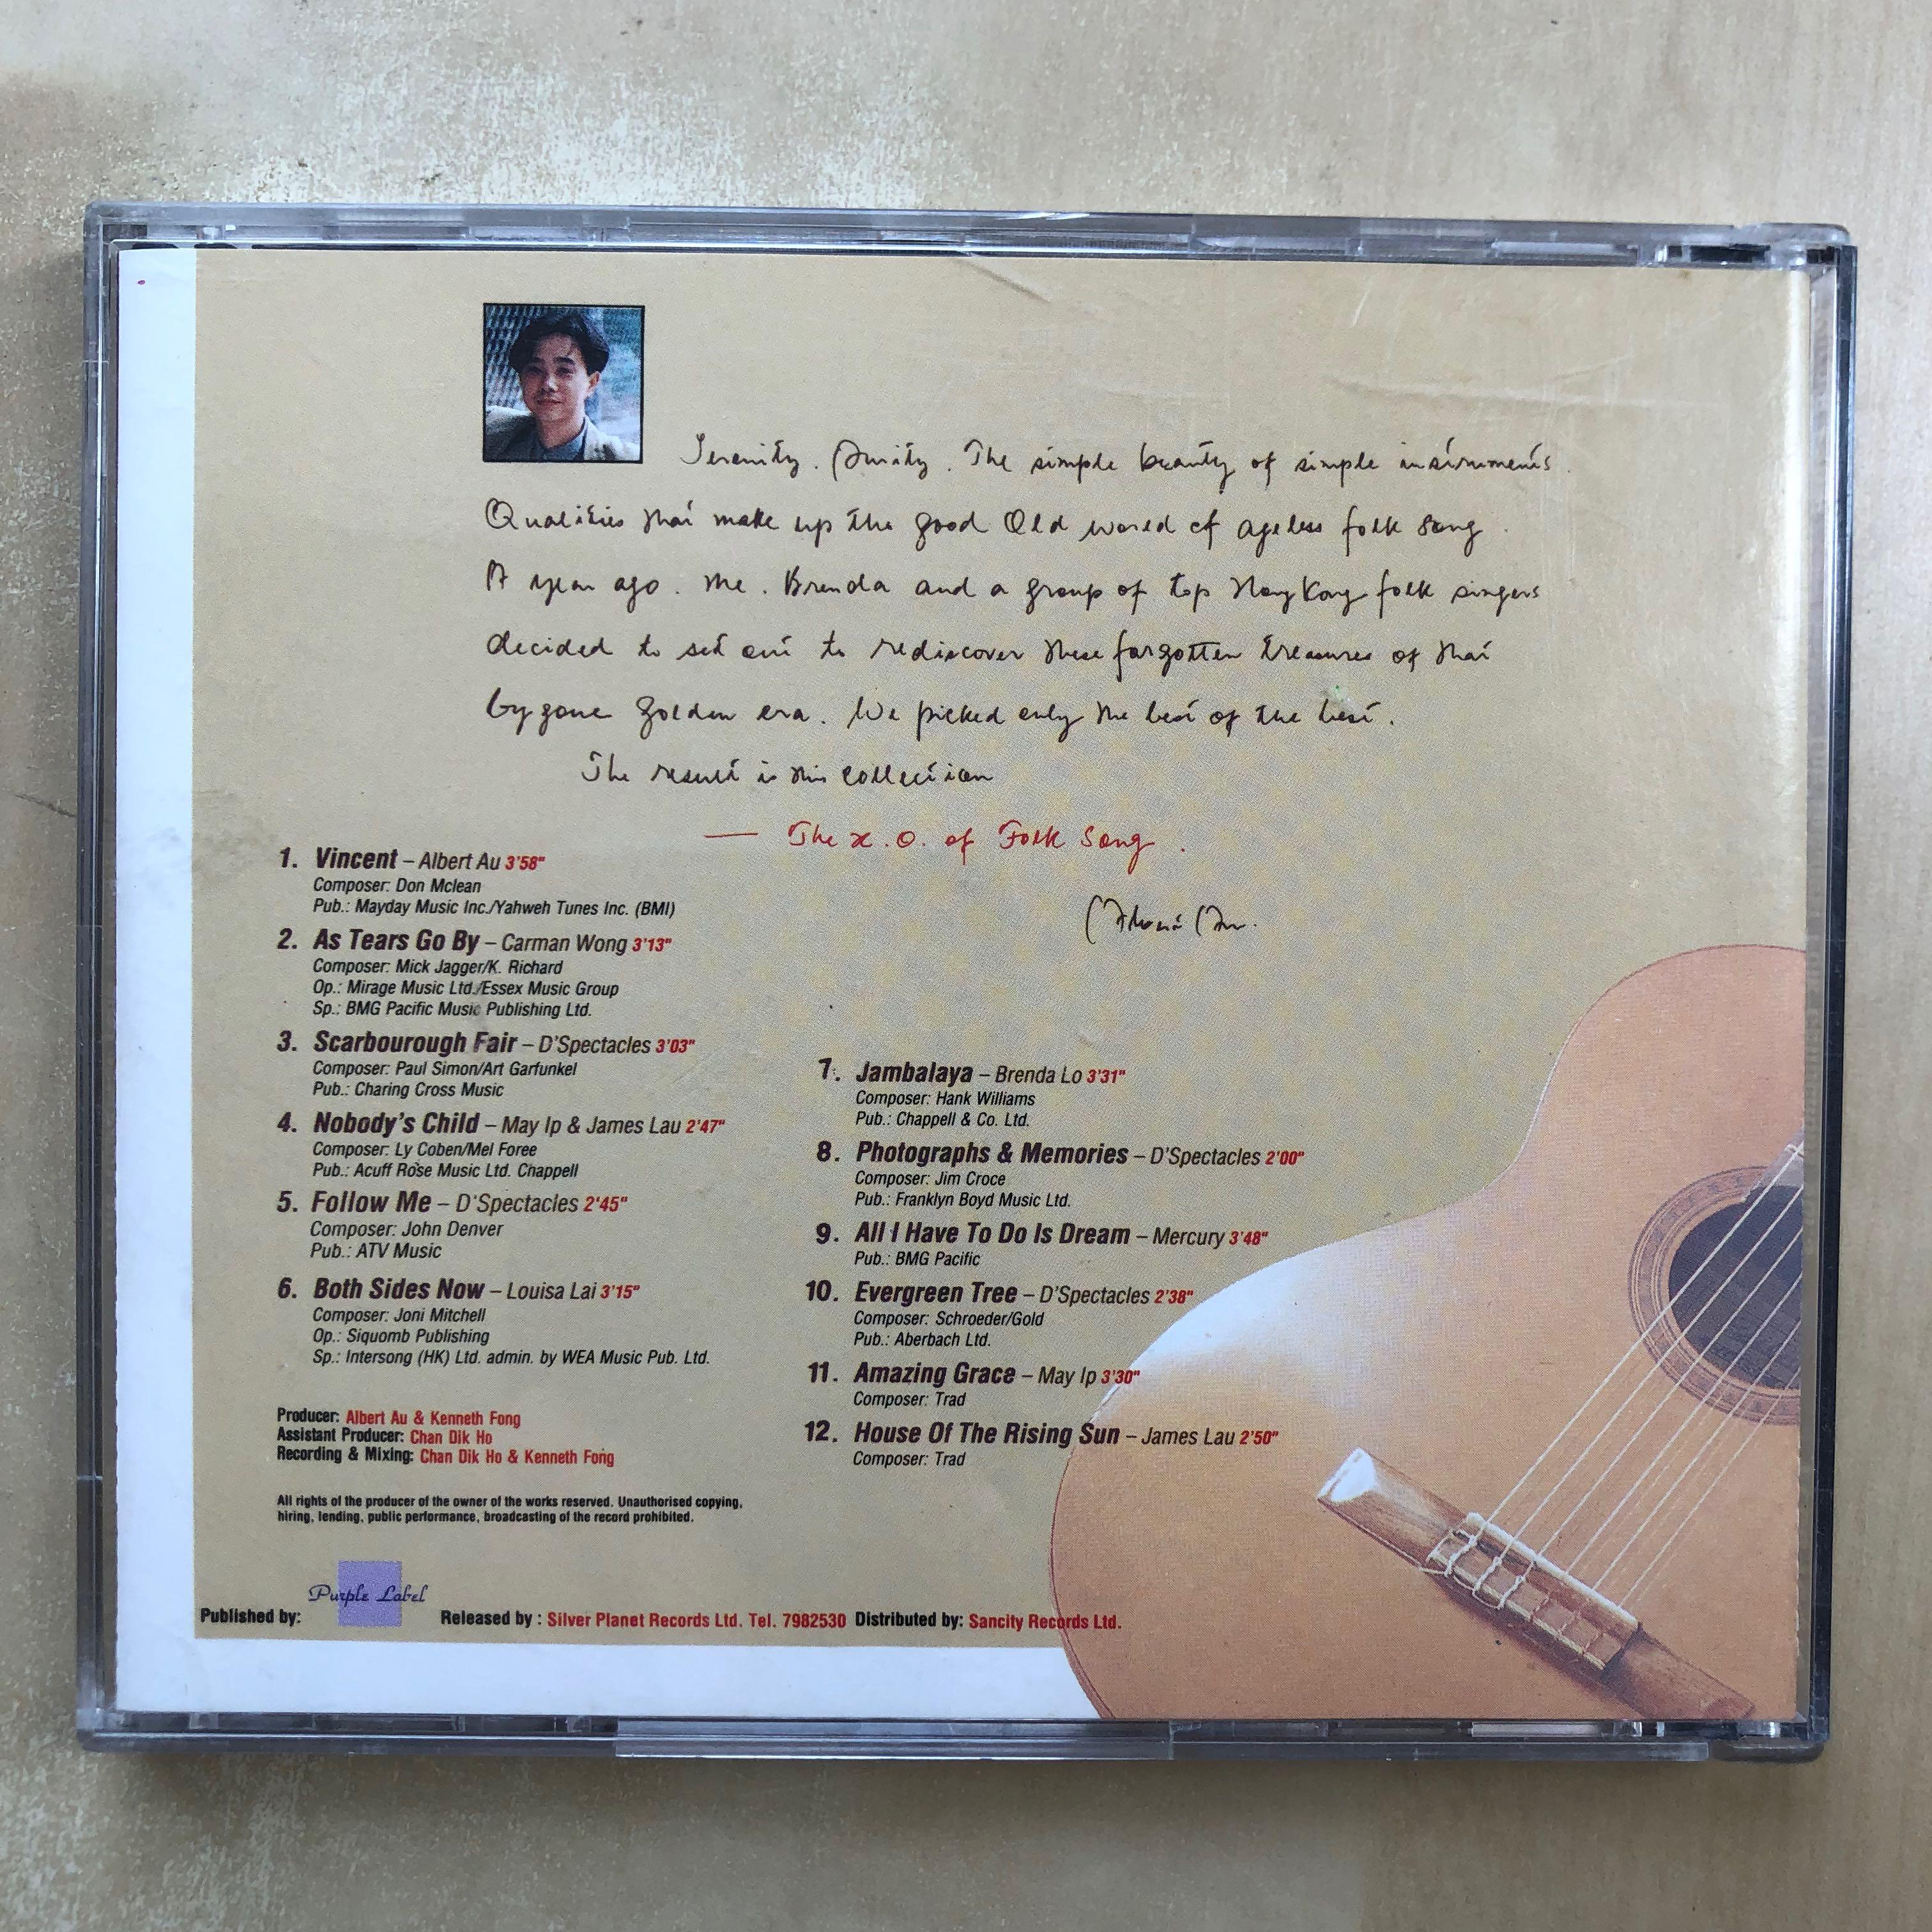 Serenity. Purity. The simple beauty of simple instruments.
Qualities that make up the good Old world of ageless folk song.
A year ago. me. Brenda and a group of top Hong Kong folk singers
decided to set out to rediscover these forgotten treasures of that
bygone golden era. We picked only the best of the best.
The result is this collection
— The X.O. of Folk Song.
Albert Au.
1. Vincent – Albert Au 3'58"
Composer: Don Mclean
Pub.: Mayday Music Inc./Yahweh Tunes Inc. (BMI)
2. As Tears Go By – Carman Wong 3'13"
Composer: Mick Jagger/K. Richard
Op.: Mirage Music Ltd./Essex Music Group
Sp.: BMG Pacific Music Publishing Ltd.
3. Scarbourough Fair – D'Spectacles 3'03"
Composer: Paul Simon/Art Garfunkel
Pub.: Charing Cross Music
4. Nobody's Child – May Ip & James Lau 2'47"
Composer: Ly Coben/Mel Foree
Pub.: Acuff Rose Music Ltd. Chappell
5. Follow Me – D'Spectacles 2'45"
Composer: John Denver
Pub.: ATV Music
6. Both Sides Now – Louisa Lai 3'15"
Composer: Joni Mitchell
Op.: Siquomb Publishing
Sp.: Intersong (HK) Ltd. admin. by WEA Music Pub. Ltd.
7. Jambalaya – Brenda Lo 3'31"
Composer: Hank Williams
Pub.: Chappell & Co. Ltd.
8. Photographs & Memories – D'Spectacles 2'00"
Composer: Jim Croce
Pub.: Franklyn Boyd Music Ltd.
9. All I Have To Do Is Dream – Mercury 3'48"
Pub.: BMG Pacific
10. Evergreen Tree – D'Spectacles 2'38"
Composer: Schroeder/Gold
Pub.: Aberbach Ltd.
11. Amazing Grace – May Ip 3'30"
Composer: Trad
12. House Of The Rising Sun – James Lau 2'50"
Composer: Trad
Producer: Albert Au & Kenneth Fong
Assistant Producer: Chan Dik Ho
Recording & Mixing: Chan Dik Ho & Kenneth Fong
All rights of the producer of the owner of the works reserved. Unauthorised copying,
hiring, lending, public performance, broadcasting of the record prohibited.
Purple Label
Published by: Released by : Silver Planet Records Ltd. Tel. 7982530 Distributed by: Sancity Records Ltd.